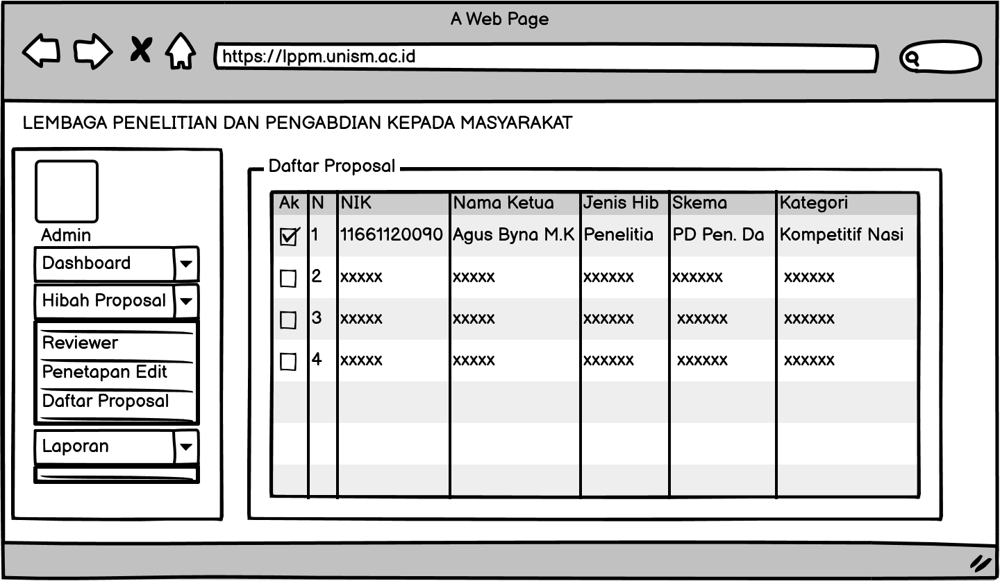 A Web Page
https://lppm.unism.ac.id
LEMBAGA PENELITIAN DAN PENGABDIAN KEPADA MASYARAKAT
Admin
Dashboard
Hibah Proposal
Reviewer
Penetapan Edit
Daftar Proposal
Laporan
Daftar Proposal
Ak N NIK Nama Ketua Jenis Hib Skema Kategori
1 11661120090 Agus Byna M.K Penelitia PD Pen. Da Kompetitif Nasi
2 xxxxx xxxxx xxxxxx xxxxxx xxxxxx
3 xxxxx xxxxx xxxxxx xxxxxx xxxxxx
4 xxxxx xxxxx xxxxxx xxxxxx xxxxxx